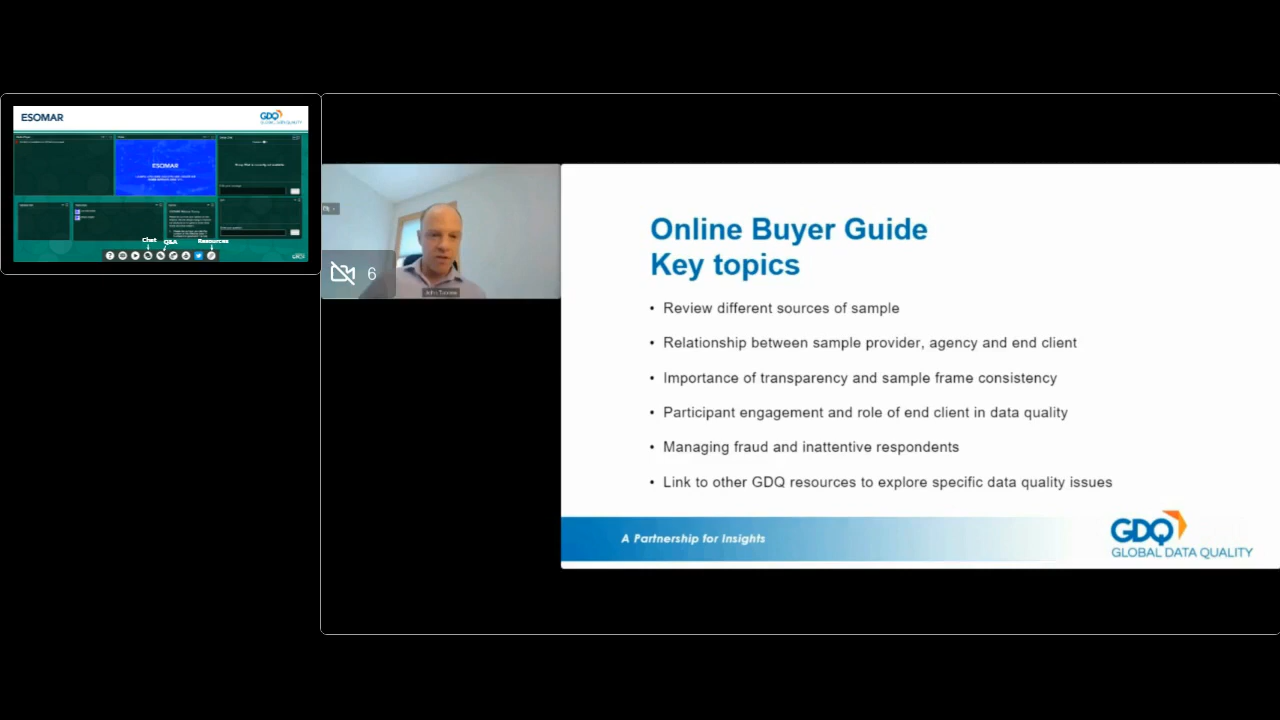 ESOMAR
GDQ
GLOBAL DATA QUALITY
ESOMAR
Chat
Q&A
Resources
6
Online Buyer Guide
Key topics
• Review different sources of sample
• Relationship between sample provider, agency and end client
• Importance of transparency and sample frame consistency
• Participant engagement and role of end client in data quality
• Managing fraud and inattentive respondents
• Link to other GDQ resources to explore specific data quality issues
A Partnership for Insights
GDQ
GLOBAL DATA QUALITY